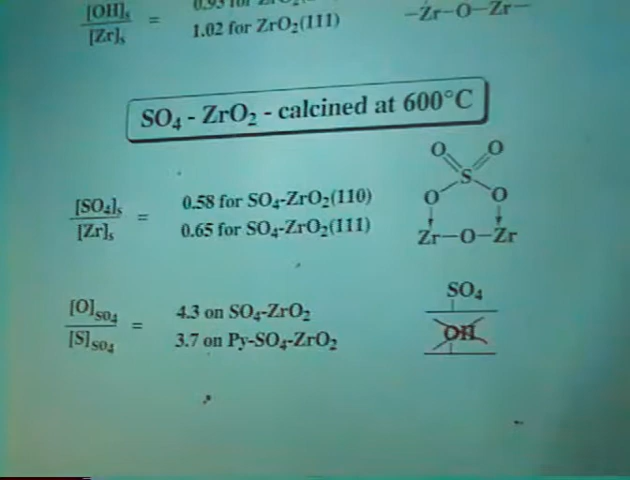 [OH]s / [Zr]s =
1.02 for ZrO2(111)
-Zr-O-Zr-
SO4 - ZrO2 - calcined at 600°C
[SO4]s / [Zr]s =
0.58 for SO4-ZrO2(110)
0.65 for SO4-ZrO2(111)
O O
S
O O
Zr-O-Zr
[O]SO4 / [S]SO4 =
4.3 on SO4-ZrO2
3.7 on Py-SO4-ZrO2
SO4
OH